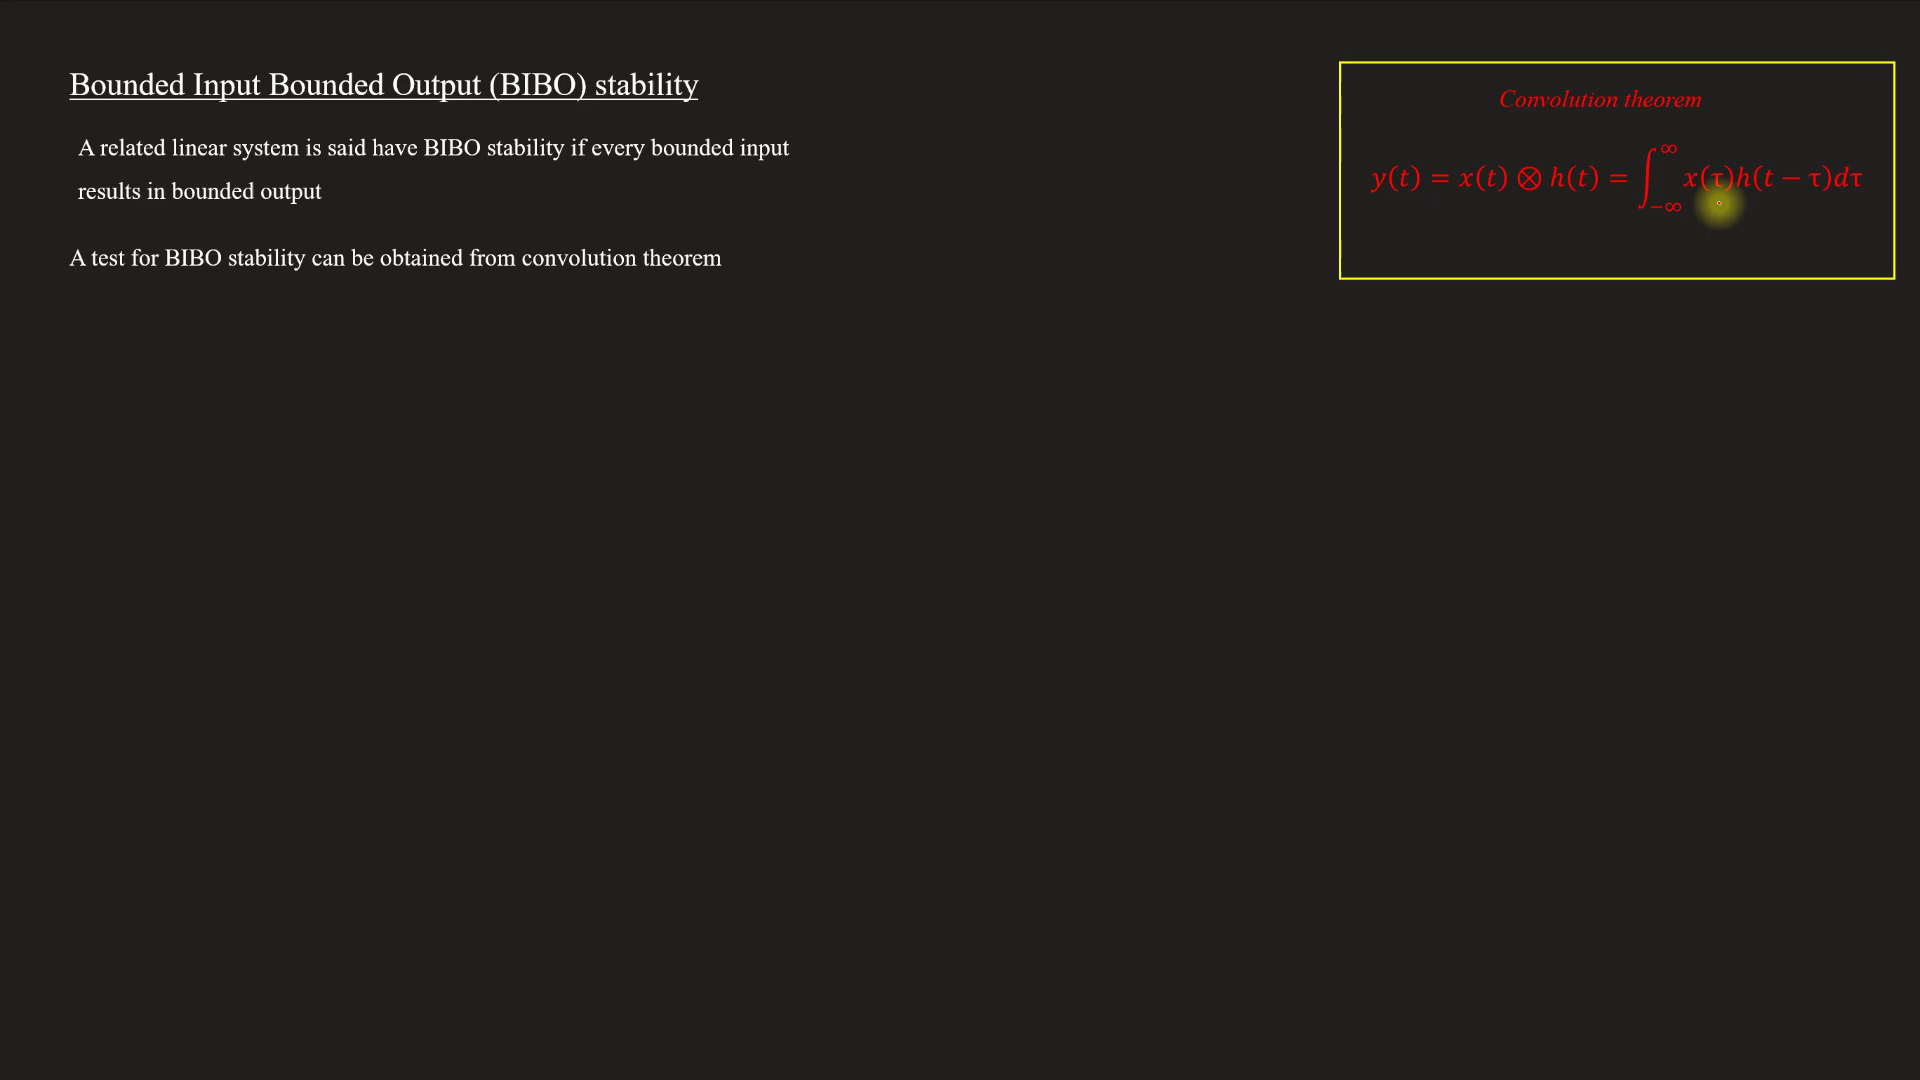 Bounded Input Bounded Output (BIBO) stability
A related linear system is said have BIBO stability if every bounded input
results in bounded output
A test for BIBO stability can be obtained from convolution theorem
Convolution theorem
y(t) = x(t) ⊗ h(t) = ∫_{−∞}^{∞} x(τ)h(t − τ)dτ